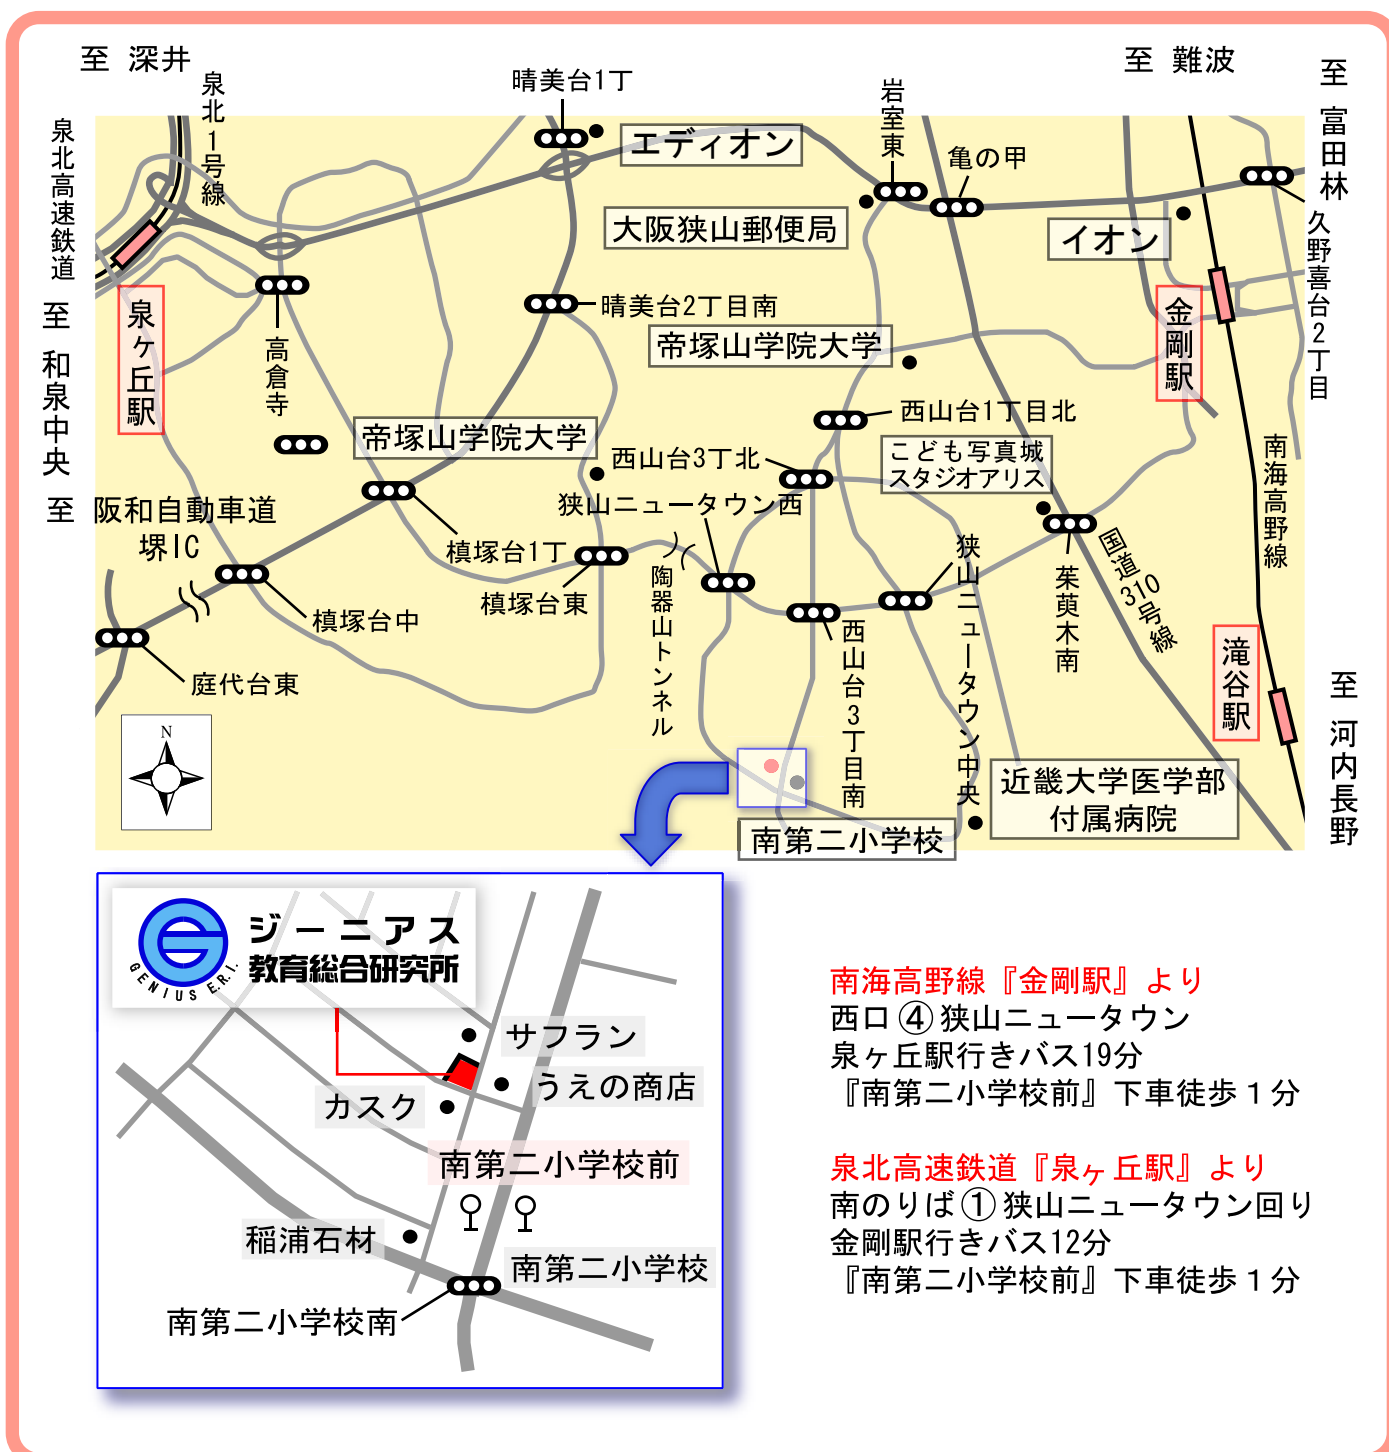 至 深井
至 難波
至 富田林
泉北1号線
泉北高速鉄道
晴美台1丁
エディオン
岩室東
亀の甲
大阪狭山郵便局
イオン
久野喜台2丁目
至 和泉中央
泉ヶ丘駅
高倉寺
晴美台2丁目南
帝塚山学院大学
金剛駅
西山台1丁目北
帝塚山学院大学
西山台3丁北
こども写真城
スタジオアリス
南海高野線
至 阪和自動車道
堺IC
狭山ニュータウン西
槙塚台1丁
槙塚台東
槙塚台中
陶器山トンネル
狭山ニュータウン中央
茱萸木南
国道310号線
庭代台東
西山台3丁目南
滝谷駅
至 河内長野
N
近畿大学医学部
付属病院
南第二小学校
ジーニアス
教育総合研究所
GENIUS E.R.I.
サフラン
うえの商店
カスク
南第二小学校前
稲浦石材
南第二小学校
南第二小学校南
南海高野線『金剛駅』より
西口④狭山ニュータウン
泉ヶ丘駅行きバス19分
『南第二小学校前』下車徒歩1分
泉北高速鉄道『泉ヶ丘駅』より
南のりば①狭山ニュータウン回り
金剛駅行きバス12分
『南第二小学校前』下車徒歩1分